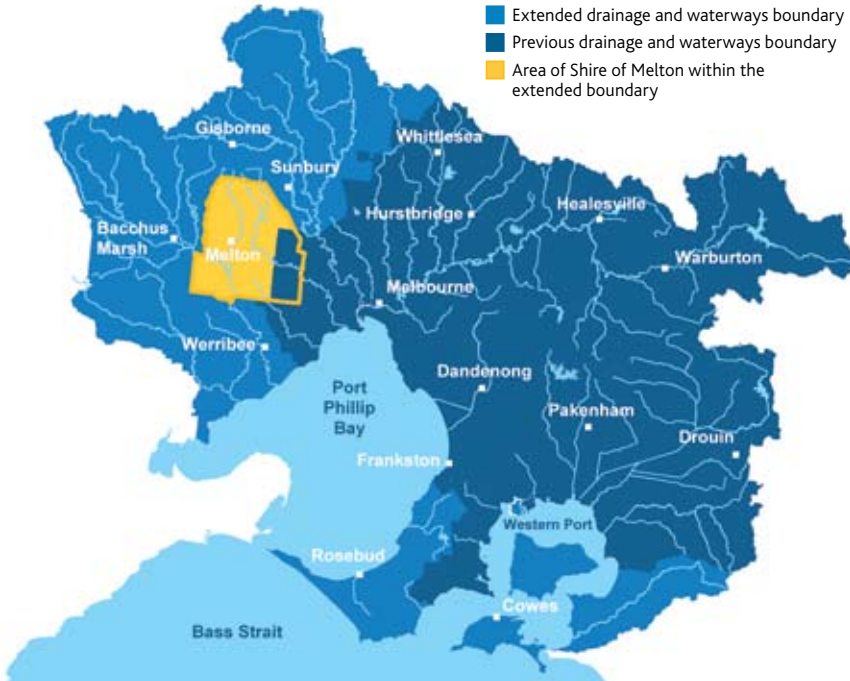 Extended drainage and waterways boundary
Previous drainage and waterways boundary
Area of Shire of Melton within the
extended boundary
Gisborne
Whittlesea
Sunbury
Hurstbridge
Healesville
Bacchus
Marsh
Melton
Warburton
Melbourne
Werribee
Dandenong
Port
Phillip
Bay
Pakenham
Drouin
Frankston
Western Port
Rosebud
Cowes
Bass Strait